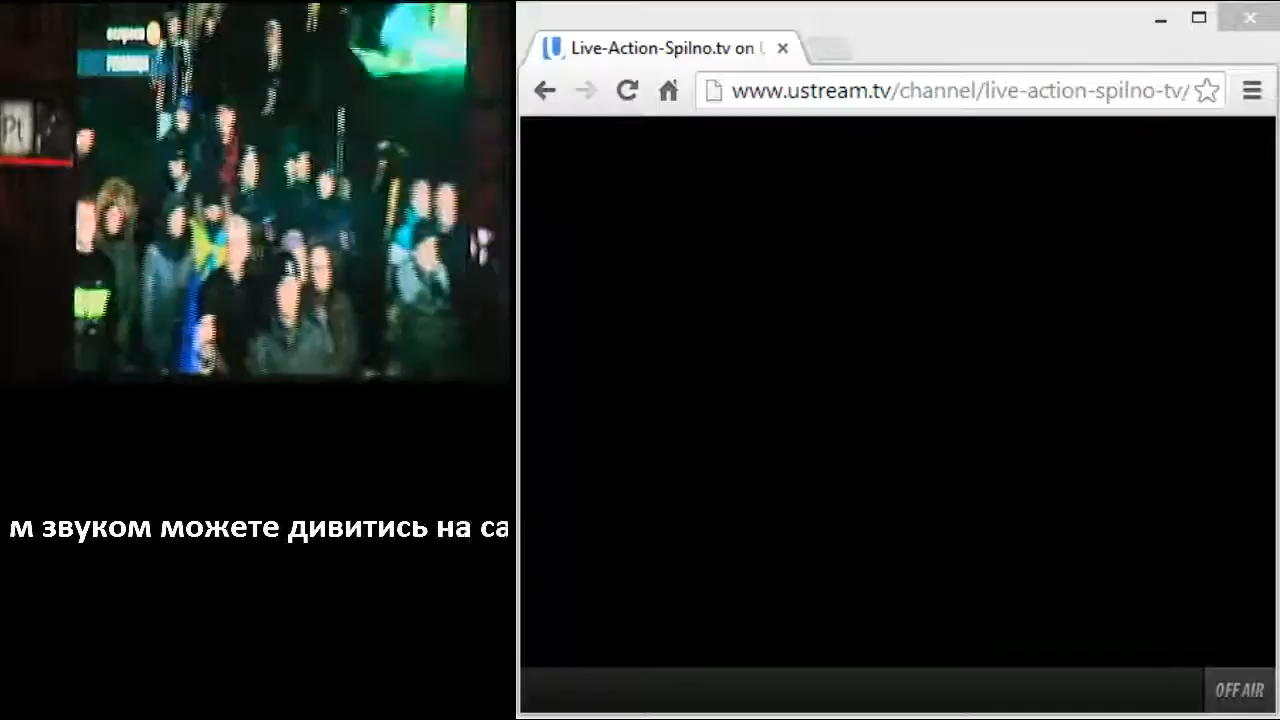 Live-Action-Spilno.tv on
www.ustream.tv/channel/live-action-spilno-tv/
Pt
м звуком можете дивитись на са
OFF AIR